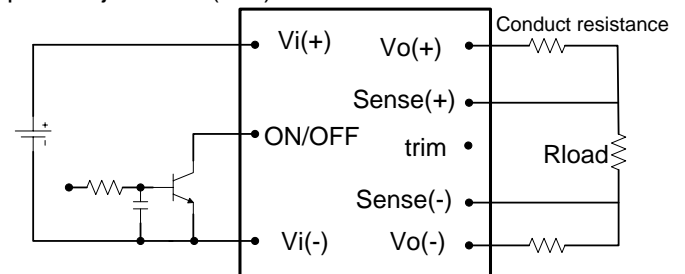 Conduct resistance
Vi(+)
Vo(+)
Sense(+)
ON/OFF
trim
Rload
Sense(-)
Vi(-)
Vo(-)
+
-